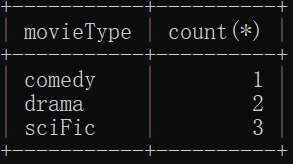 movieType count(*)
comedy 1
drama 2
sciFic 3